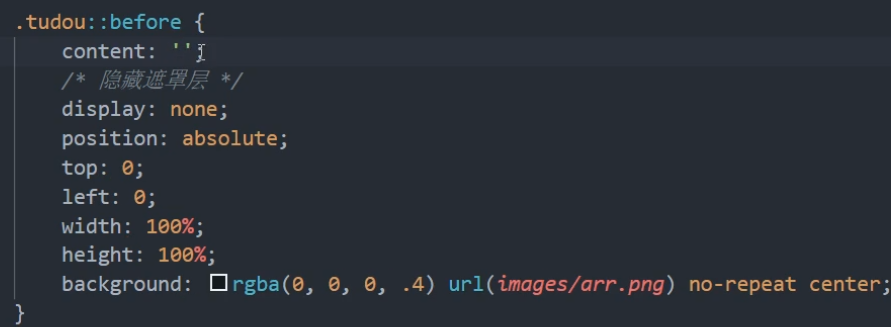 .tudou::before {
content: '';
/* 隐藏遮罩层 */
display: none;
position: absolute;
top: 0;
left: 0;
width: 100%;
height: 100%;
background: rgba(0, 0, 0, .4) url(images/arr.png) no-repeat center;
}